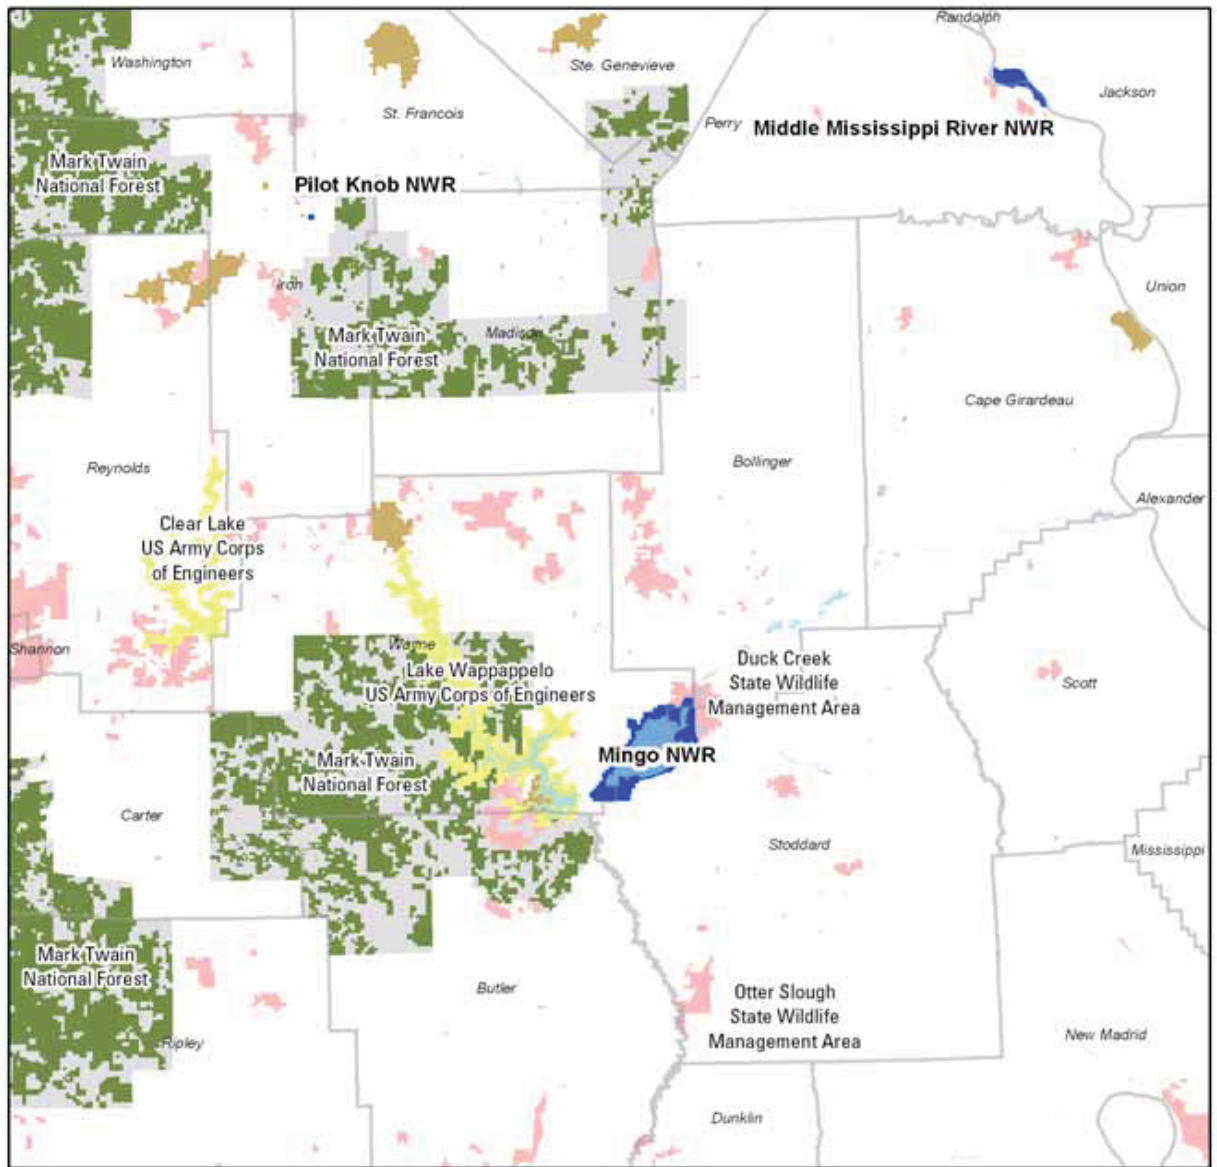 Randolph
Washington
Ste. Genevieve
Jackson
St. Francois
Perry
Middle Mississippi River NWR
Mark Twain
National Forest
Pilot Knob NWR
Iron
Union
Mark Twain
National Forest
Madison
Cape Girardeau
Reynolds
Bollinger
Alexander
Clear Lake
US Army Corps
of Engineers
Shannon
Wayne
Lake Wappappelo
US Army Corps of Engineers
Duck Creek
State Wildlife
Management Area
Scott
Mingo NWR
Mark Twain
National Forest
Carter
Stoddard
Mississippi
Mark Twain
National Forest
Butler
Otter Slough
State Wildlife
Management Area
Ripley
New Madrid
Dunklin